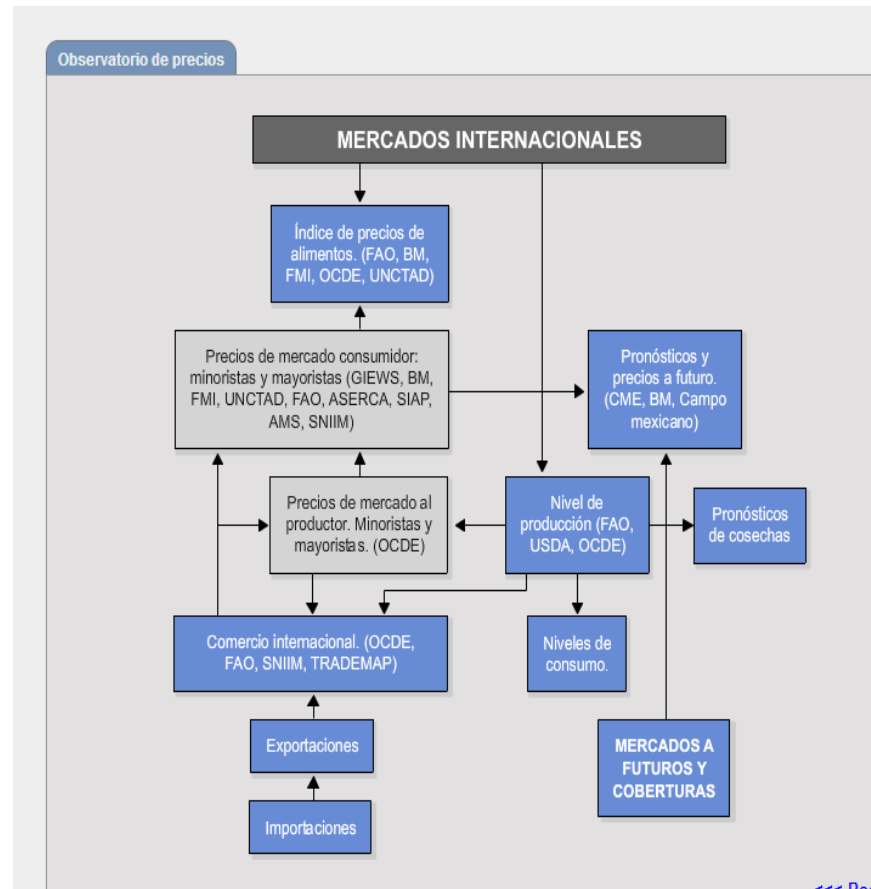 Observatorio de precios
MERCADOS INTERNACIONALES
Índice de precios de
alimentos. (FAO, BM,
FMI, OCDE, UNCTAD)
Precios de mercado consumidor:
minoristas y mayoristas (GIEWS, BM,
FMI, UNCTAD, FAO, ASERCA, SIAP,
AMS, SNIIM)
Pronósticos y
precios a futuro.
(CME, BM, Campo
mexicano)
Precios de mercado al
productor. Minoristas y
mayoristas. (OCDE)
Nivel de
producción (FAO,
USDA, OCDE)
Pronósticos
de cosechas
Comercio internacional. (OCDE,
FAO, SNIIM, TRADEMAP)
Niveles de
consumo.
Exportaciones
MERCADOS A
FUTUROS Y
COBERTURAS
Importaciones
<<<